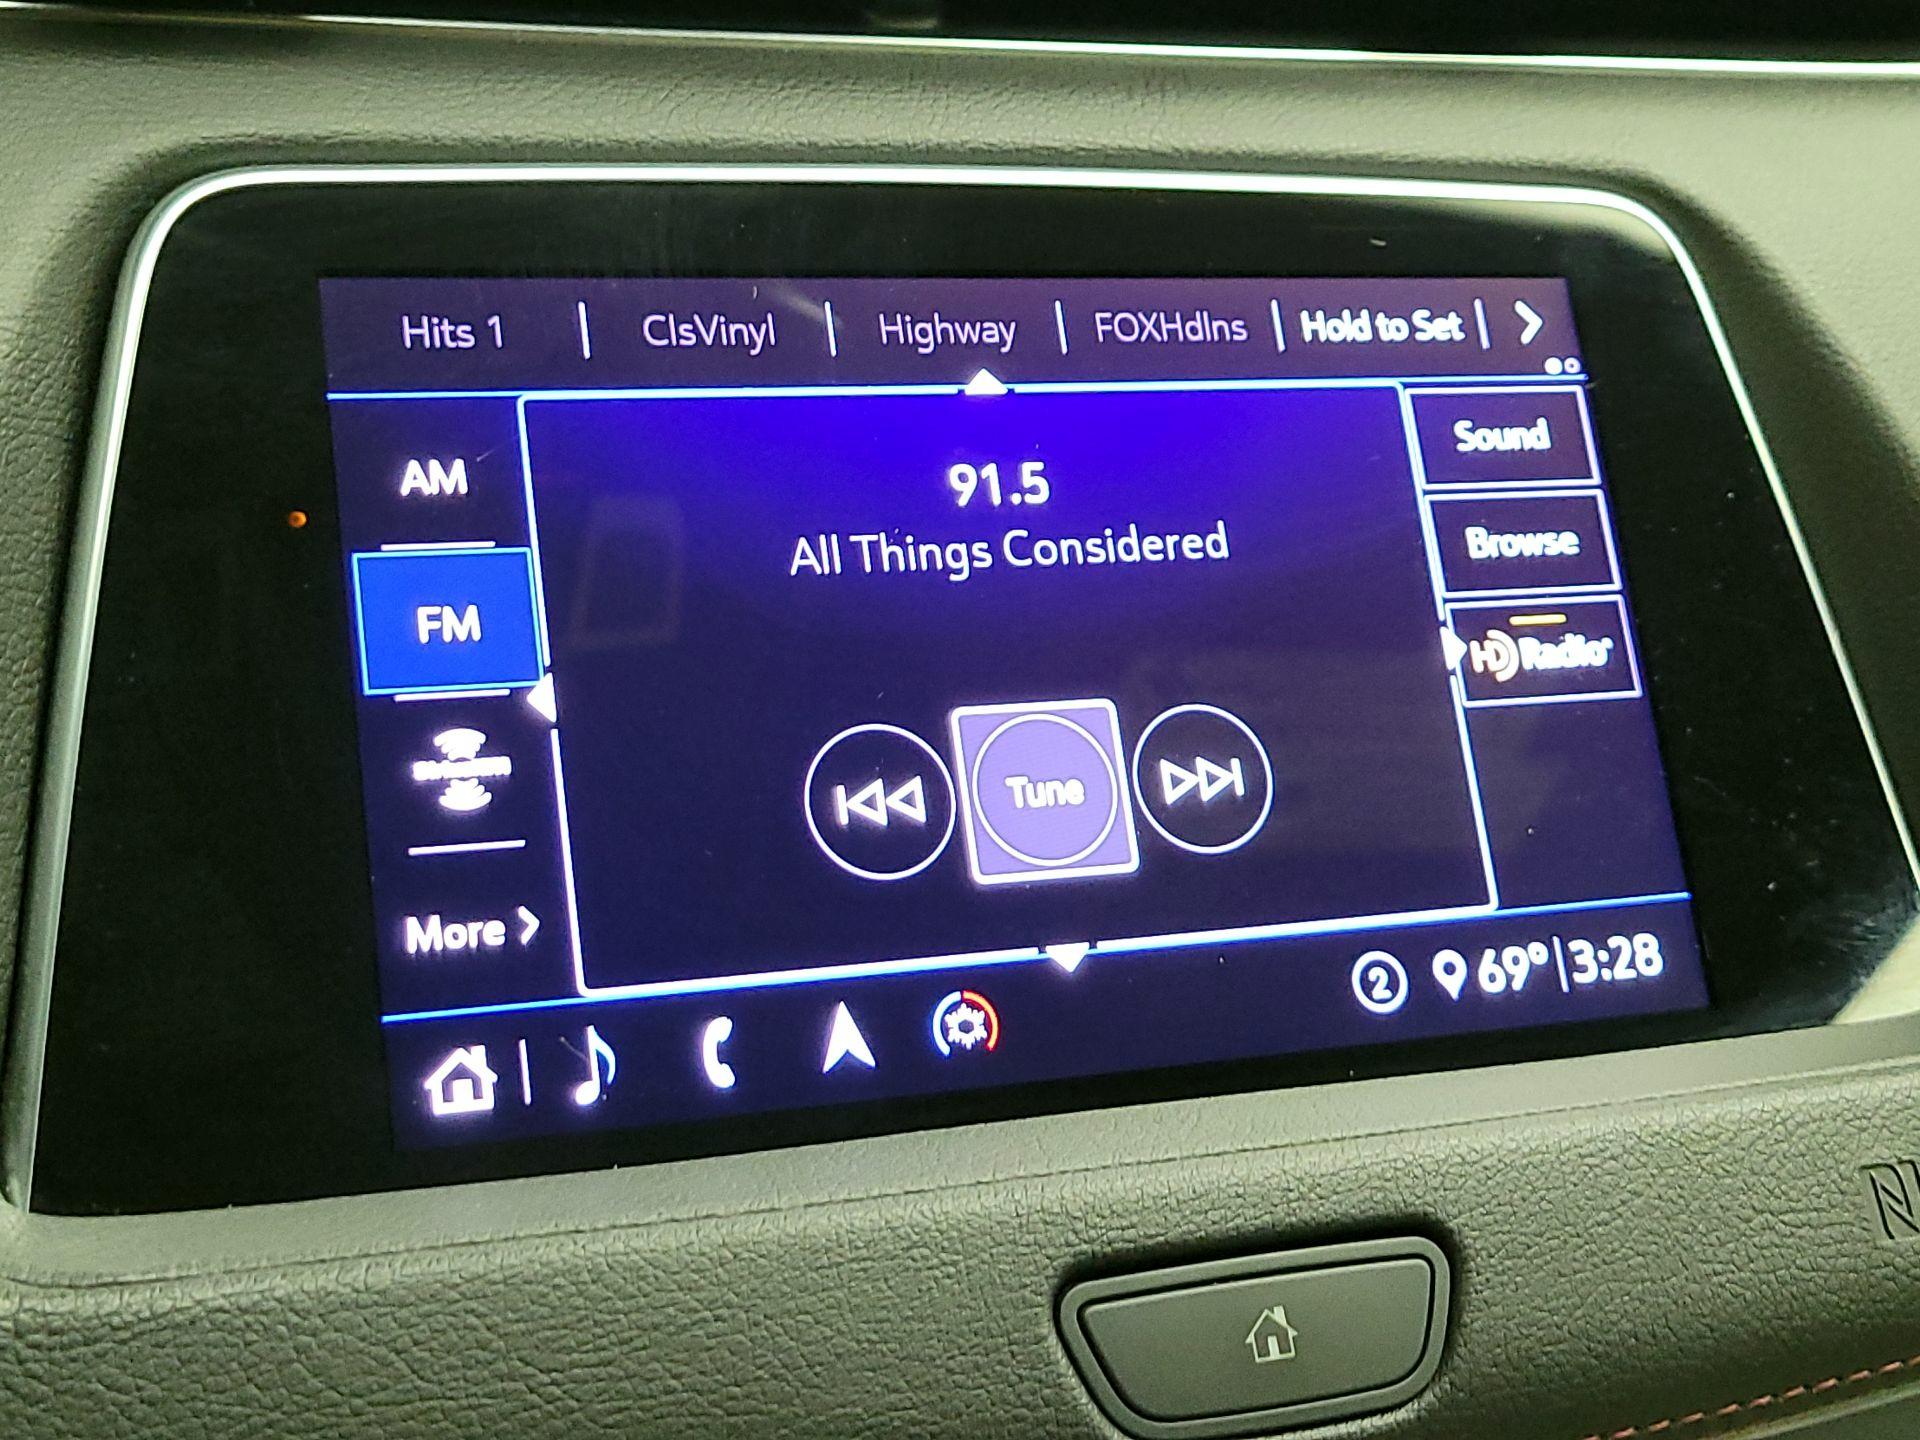 Hits 1 | ClsVinyl | Highway | FOXHdlns | Hold to Set |
AM
FM
SiriusXM
More
91.5
All Things Considered
Tune
Sound
Browse
HD Radio
2
69° | 3:28
N